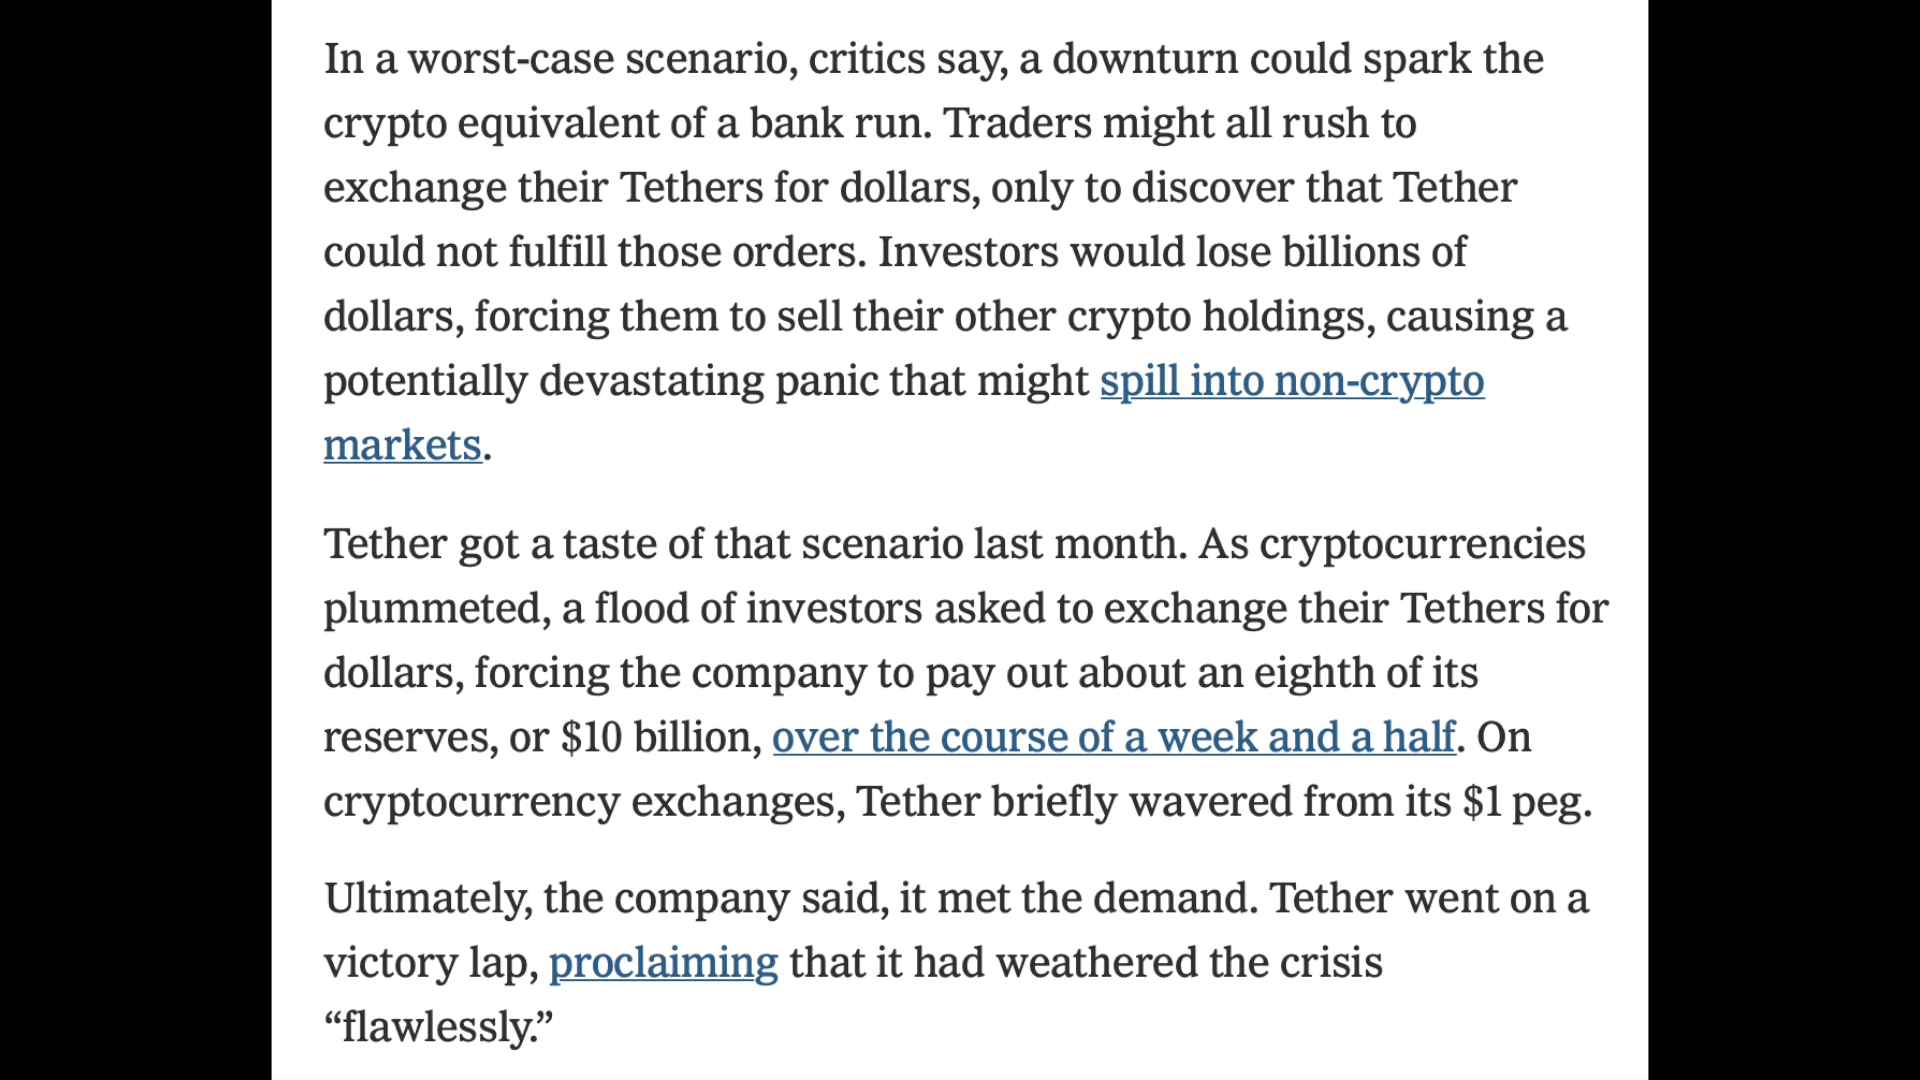 In a worst-case scenario, critics say, a downturn could spark the
crypto equivalent of a bank run. Traders might all rush to
exchange their Tethers for dollars, only to discover that Tether
could not fulfill those orders. Investors would lose billions of
dollars, forcing them to sell their other crypto holdings, causing a
potentially devastating panic that might spill into non-crypto
markets.
Tether got a taste of that scenario last month. As cryptocurrencies
plummeted, a flood of investors asked to exchange their Tethers for
dollars, forcing the company to pay out about an eighth of its
reserves, or $10 billion, over the course of a week and a half. On
cryptocurrency exchanges, Tether briefly wavered from its $1 peg.
Ultimately, the company said, it met the demand. Tether went on a
victory lap, proclaiming that it had weathered the crisis
“flawlessly.”